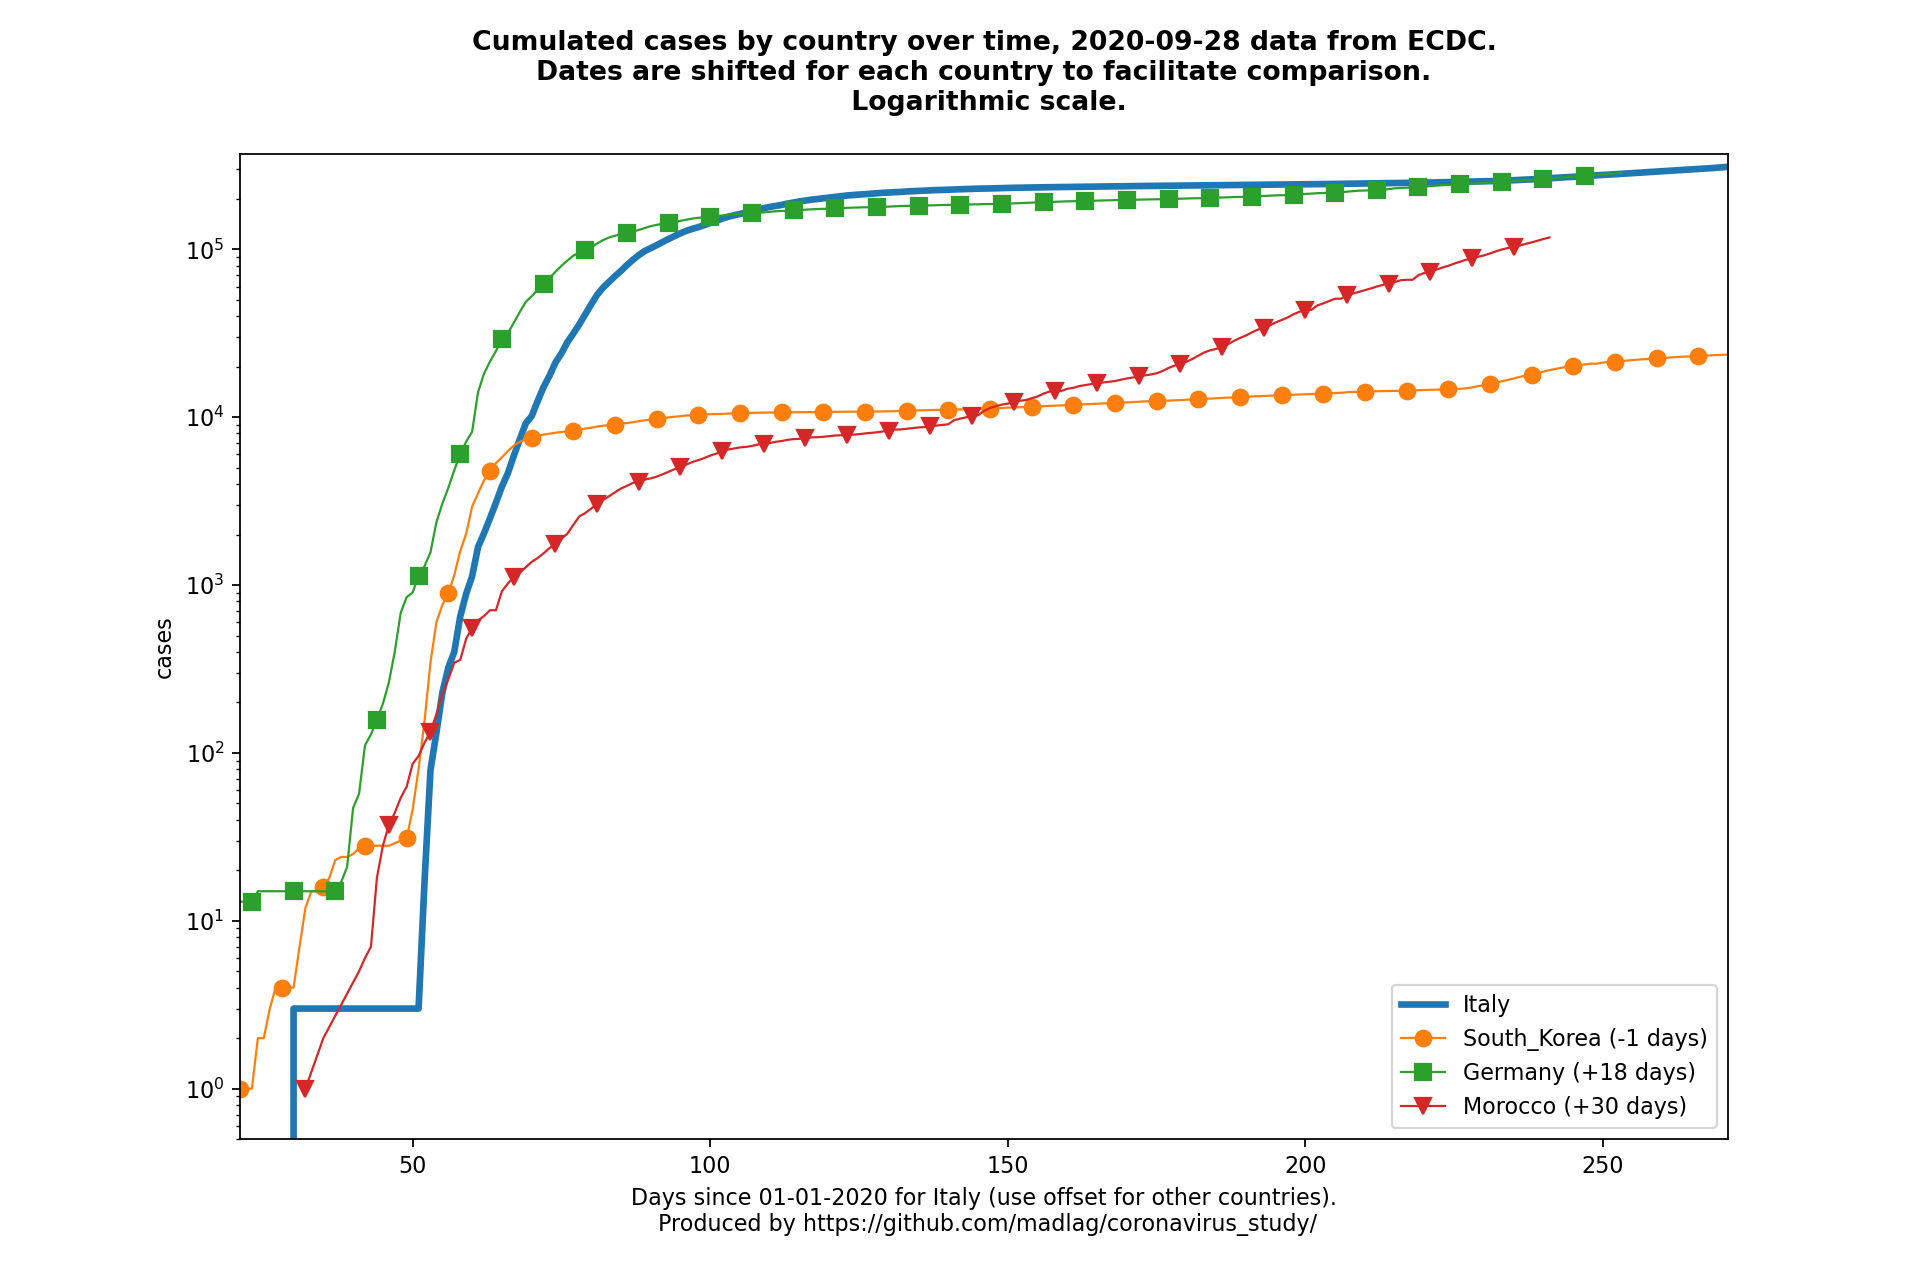 Cumulated cases by country over time, 2020-09-28 data from ECDC.
Dates are shifted for each country to facilitate comparison.
Logarithmic scale.
10^5
10^4
10^3
10^2
10^1
10^0
cases
Italy
South_Korea (-1 days)
Germany (+18 days)
Morocco (+30 days)
50 100 150 200 250
Days since 01-01-2020 for Italy (use offset for other countries).
Produced by https://github.com/madlag/coronavirus_study/